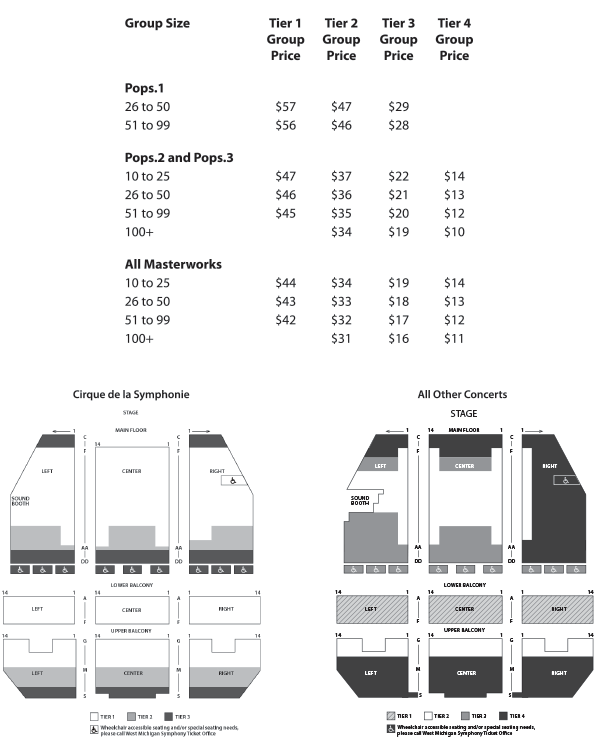 Group Size Tier 1 Group Price Tier 2 Group Price Tier 3 Group Price Tier 4 Group Price
Pops.1
26 to 50 $57 $47 $29
51 to 99 $56 $46 $28
Pops.2 and Pops.3
10 to 25 $47 $37 $22 $14
26 to 50 $46 $36 $21 $13
51 to 99 $45 $35 $20 $12
100+ $34 $19 $10
All Masterworks
10 to 25 $44 $34 $19 $14
26 to 50 $43 $33 $18 $13
51 to 99 $42 $32 $17 $12
100+ $31 $16 $11
Cirque de la Symphonie
STAGE
MAIN FLOOR
1 14 1 1
C C
F F
LEFT CENTER RIGHT
SOUND
BOOTH
AA AA
DD DD
LOWER BALCONY
14 1 14 1 1 14
A A
LEFT CENTER RIGHT
F F
UPPER BALCONY
14 1 14 1 1 14
G G
LEFT M CENTER M RIGHT
S S
TIER 1 TIER 2 TIER 3
Wheelchair accessible seating and/or special seating needs,
please call West Michigan Symphony Ticket Office
All Other Concerts
STAGE
1 14 MAIN FLOOR 1 1
C C
F F
LEFT CENTER RIGHT
SOUND
BOOTH
AA AA
DD DD
LOWER BALCONY
14 1 14 1 1 14
A A
LEFT CENTER RIGHT
F F
UPPER BALCONY
14 1 14 1 1 14
G G
LEFT M CENTER M RIGHT
S S
TIER 1 TIER 2 TIER 3 TIER 4
Wheelchair accessible seating and/or special seating needs,
please call West Michigan Symphony Ticket Office